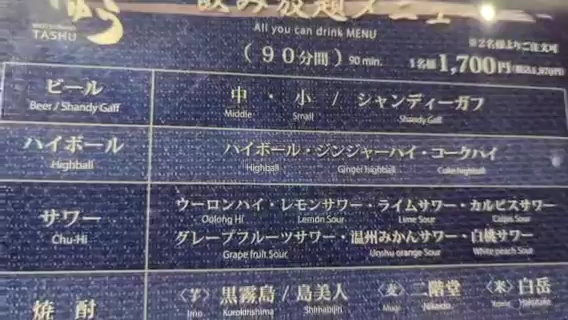 飲み放題メニュー
TASHU
All you can drink MENU
※2名様よりご注文可
(90分間) 90 min.
1名様 1,700円
ビール
Beer / Shandy Gaff
中 ・ 小 / シャンディーガフ
Middle Small Shandy Gaff
ハイボール
Highball
ハイボール・ジンジャーハイ・コークハイ
Highball Ginger highball Coke highball
サワー
Chu-Hi
ウーロンハイ・レモンサワー・ライムサワー・カルピスサワー
Oolong Hi Lemon Sour Lime Sour Calpis Sour
グレープフルーツサワー・温州みかんサワー・白桃サワー
Grape fruit Sour Unshu orange Sour White peach Sour
焼酎
〈芋〉黒霧島 / 島美人 〈麦〉二階堂 〈米〉白岳
Imo Kurokirishima Shimabijin Mugi Nikaido Kome Hakutake